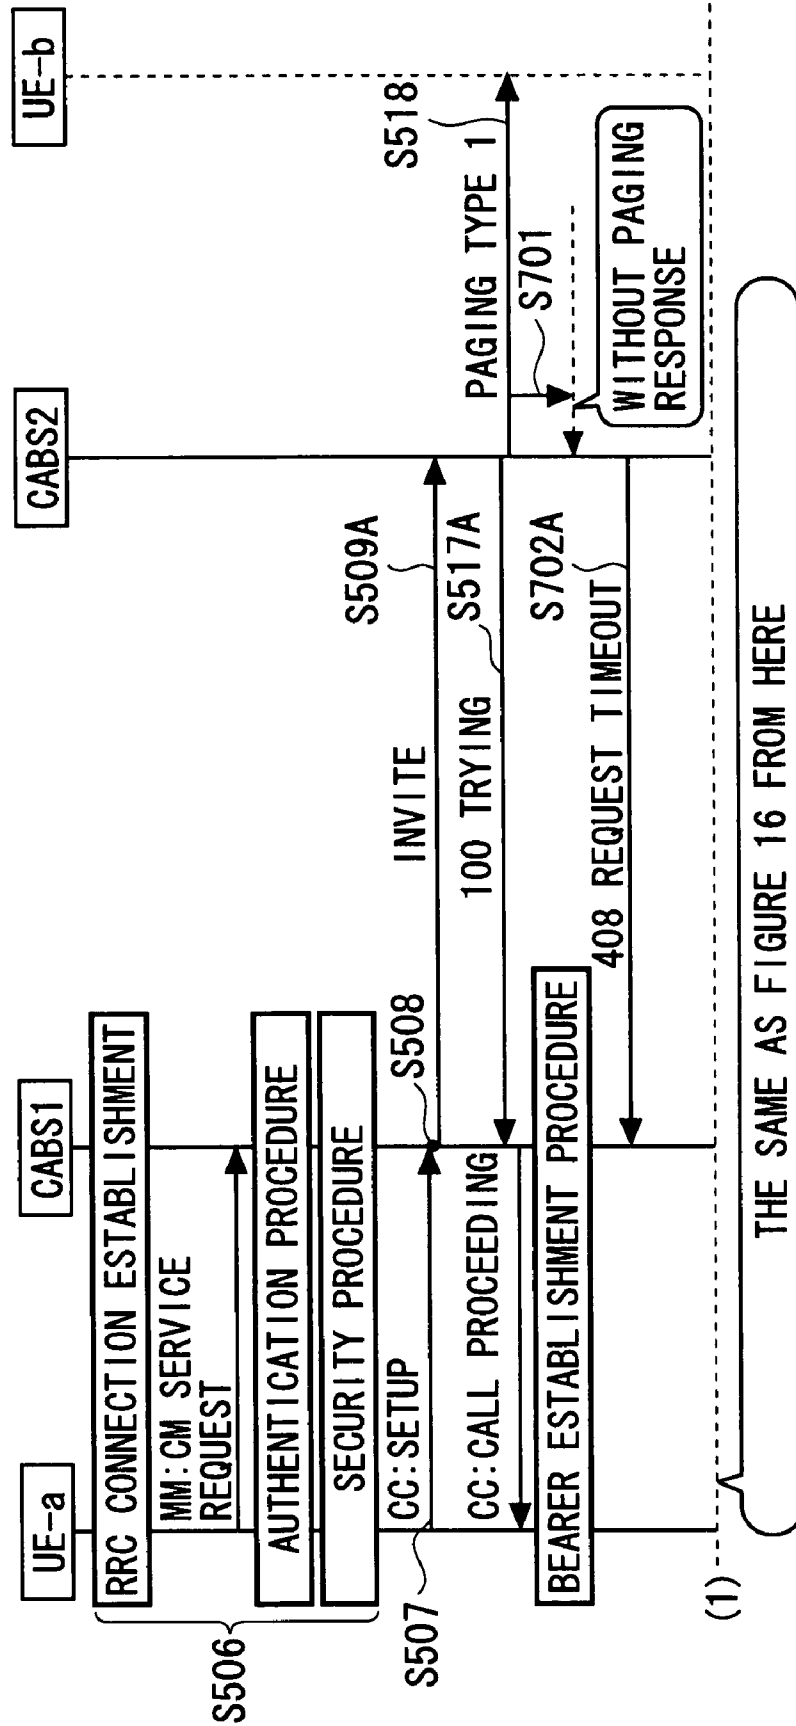 UE-a
CABS1
CABS2
UE-b
RRC CONNECTION ESTABLISHMENT
MM:CM SERVICE
REQUEST
S506
AUTHENTICATION PROCEDURE
SECURITY PROCEDURE
CC:SETUP
S507
S508
INVITE
S509A
100 TRYING
S517A
PAGING TYPE 1
S518
CC:CALL PROCEEDING
S701
BEARER ESTABLISHMENT PROCEDURE
408 REQUEST TIMEOUT
S702A
WITHOUT PAGING
RESPONSE
(1)
THE SAME AS FIGURE 16 FROM HERE